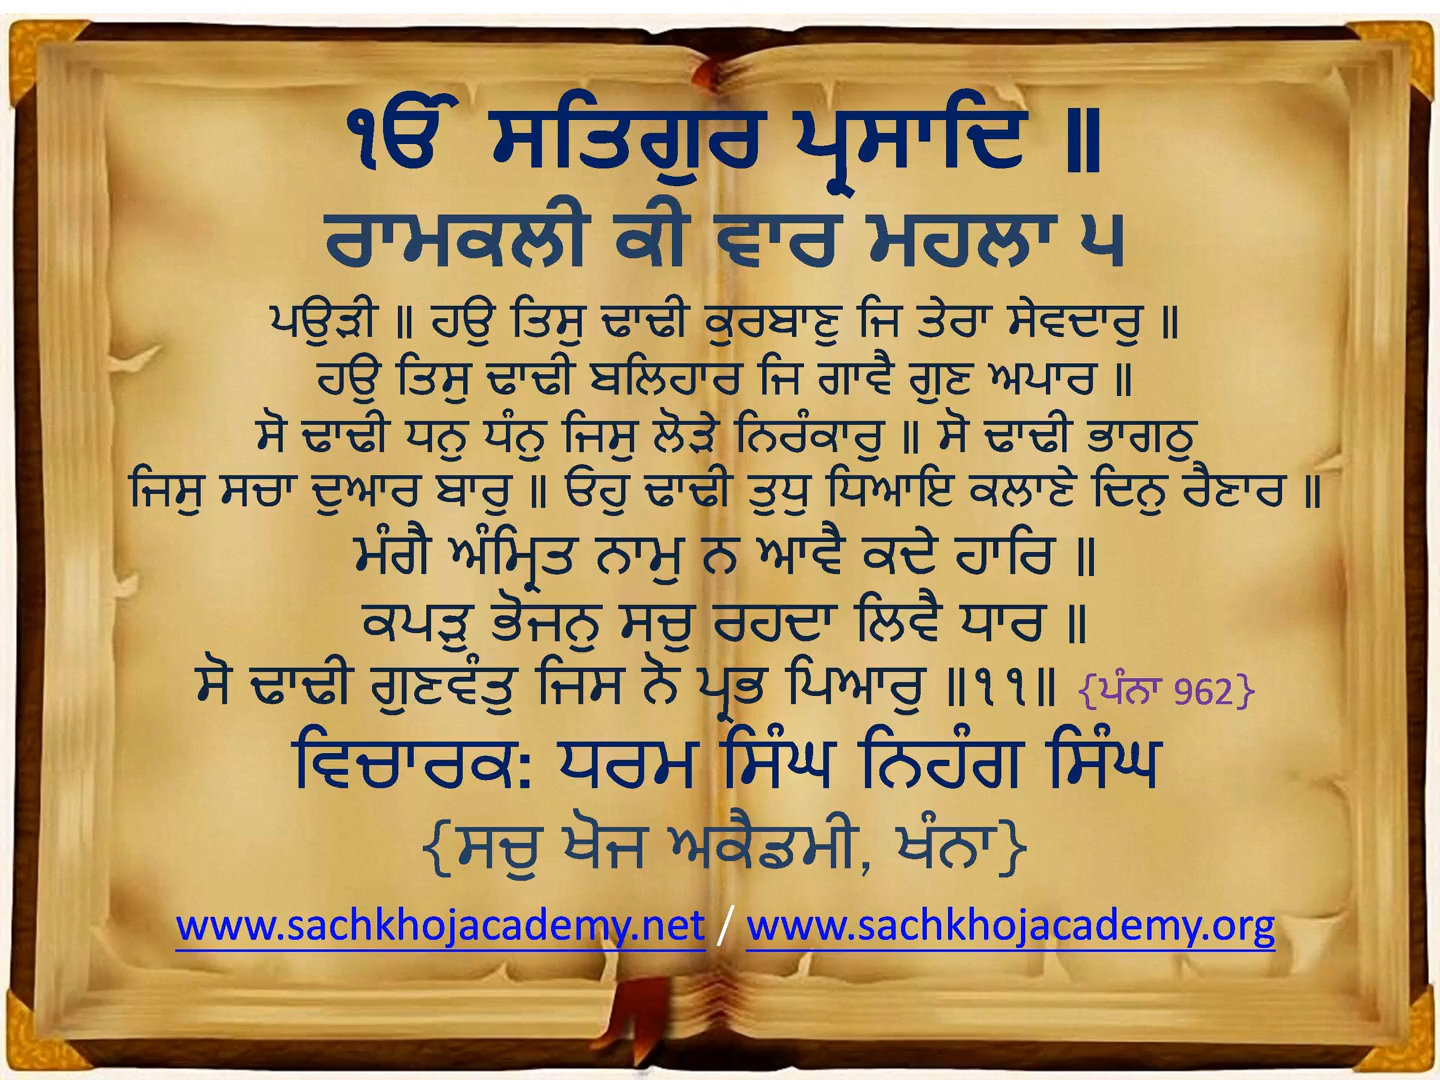 ੴ ਸਤਿਗੁਰ ਪ੍ਰਸਾਦਿ ॥
ਰਾਮਕਲੀ ਕੀ ਵਾਰ ਮਹਲਾ ੫
ਪਉੜੀ ॥ ਹਉ ਤਿਸੁ ਢਾਢੀ ਕੁਰਬਾਣੁ ਜਿ ਤੇਰਾ ਸੇਵਦਾਰੁ ॥
ਹਉ ਤਿਸੁ ਢਾਢੀ ਬਲਿਹਾਰ ਜਿ ਗਾਵੈ ਗੁਣ ਅਪਾਰ ॥
ਸੋ ਢਾਢੀ ਧਨੁ ਧੰਨੁ ਜਿਸੁ ਲੋੜੇ ਨਿਰੰਕਾਰੁ ॥ ਸੋ ਢਾਢੀ ਭਾਗਠੁ
ਜਿਸੁ ਸਚਾ ਦੁਆਰ ਬਾਰੁ ॥ ਓਹੁ ਢਾਢੀ ਤੁਧੁ ਧਿਆਇ ਕਲਾਣੇ ਦਿਨੁ ਰੈਣਾਰ ॥
ਮੰਗੈ ਅੰਮ੍ਰਿਤ ਨਾਮੁ ਨ ਆਵੈ ਕਦੇ ਹਾਰਿ ॥
ਕਪੜੁ ਭੋਜਨੁ ਸਚੁ ਰਹਦਾ ਲਿਵੈ ਧਾਰ ॥
ਸੋ ਢਾਢੀ ਗੁਣਵੰਤੁ ਜਿਸ ਨੋ ਪ੍ਰਭ ਪਿਆਰੁ ॥੧੧॥ {ਪੰਨਾ 962}
ਵਿਚਾਰਕ: ਧਰਮ ਸਿੰਘ ਨਿਹੰਗ ਸਿੰਘ
{ਸਚੁ ਖੋਜ ਅਕੈਡਮੀ, ਖੰਨਾ}
www.sachkhojacademy.net / www.sachkhojacademy.org